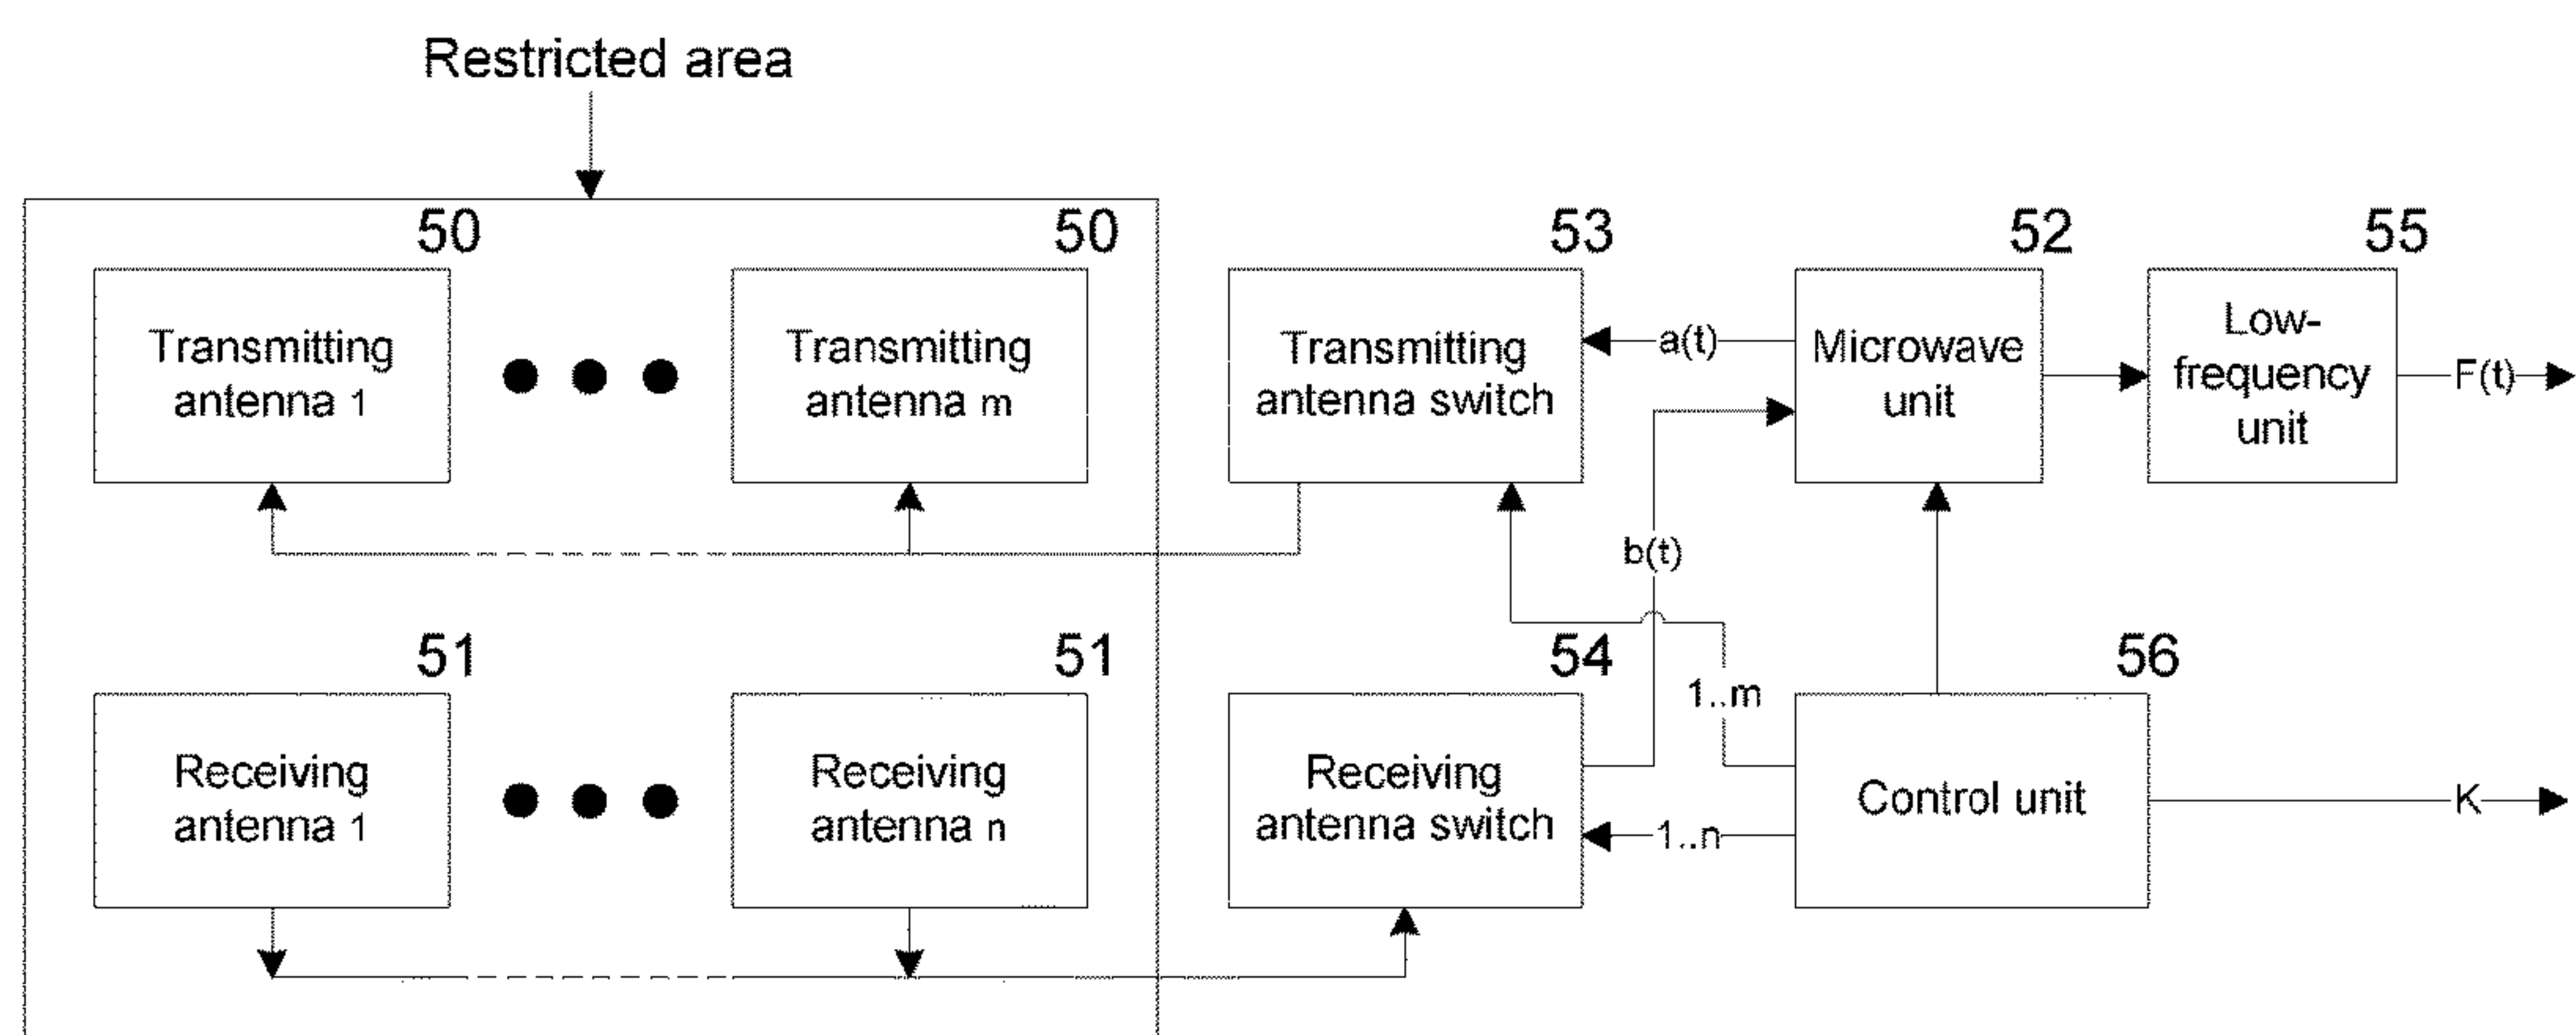 Restricted area
50
50
53
52
55
Transmitting
antenna 1
Transmitting
antenna m
Transmitting
antenna switch
a(t)
Microwave
unit
Low-
frequency
unit
F(t)
b(t)
51
51
54
56
1..m
Receiving
antenna 1
Receiving
antenna n
Receiving
antenna switch
1..n
Control unit
K